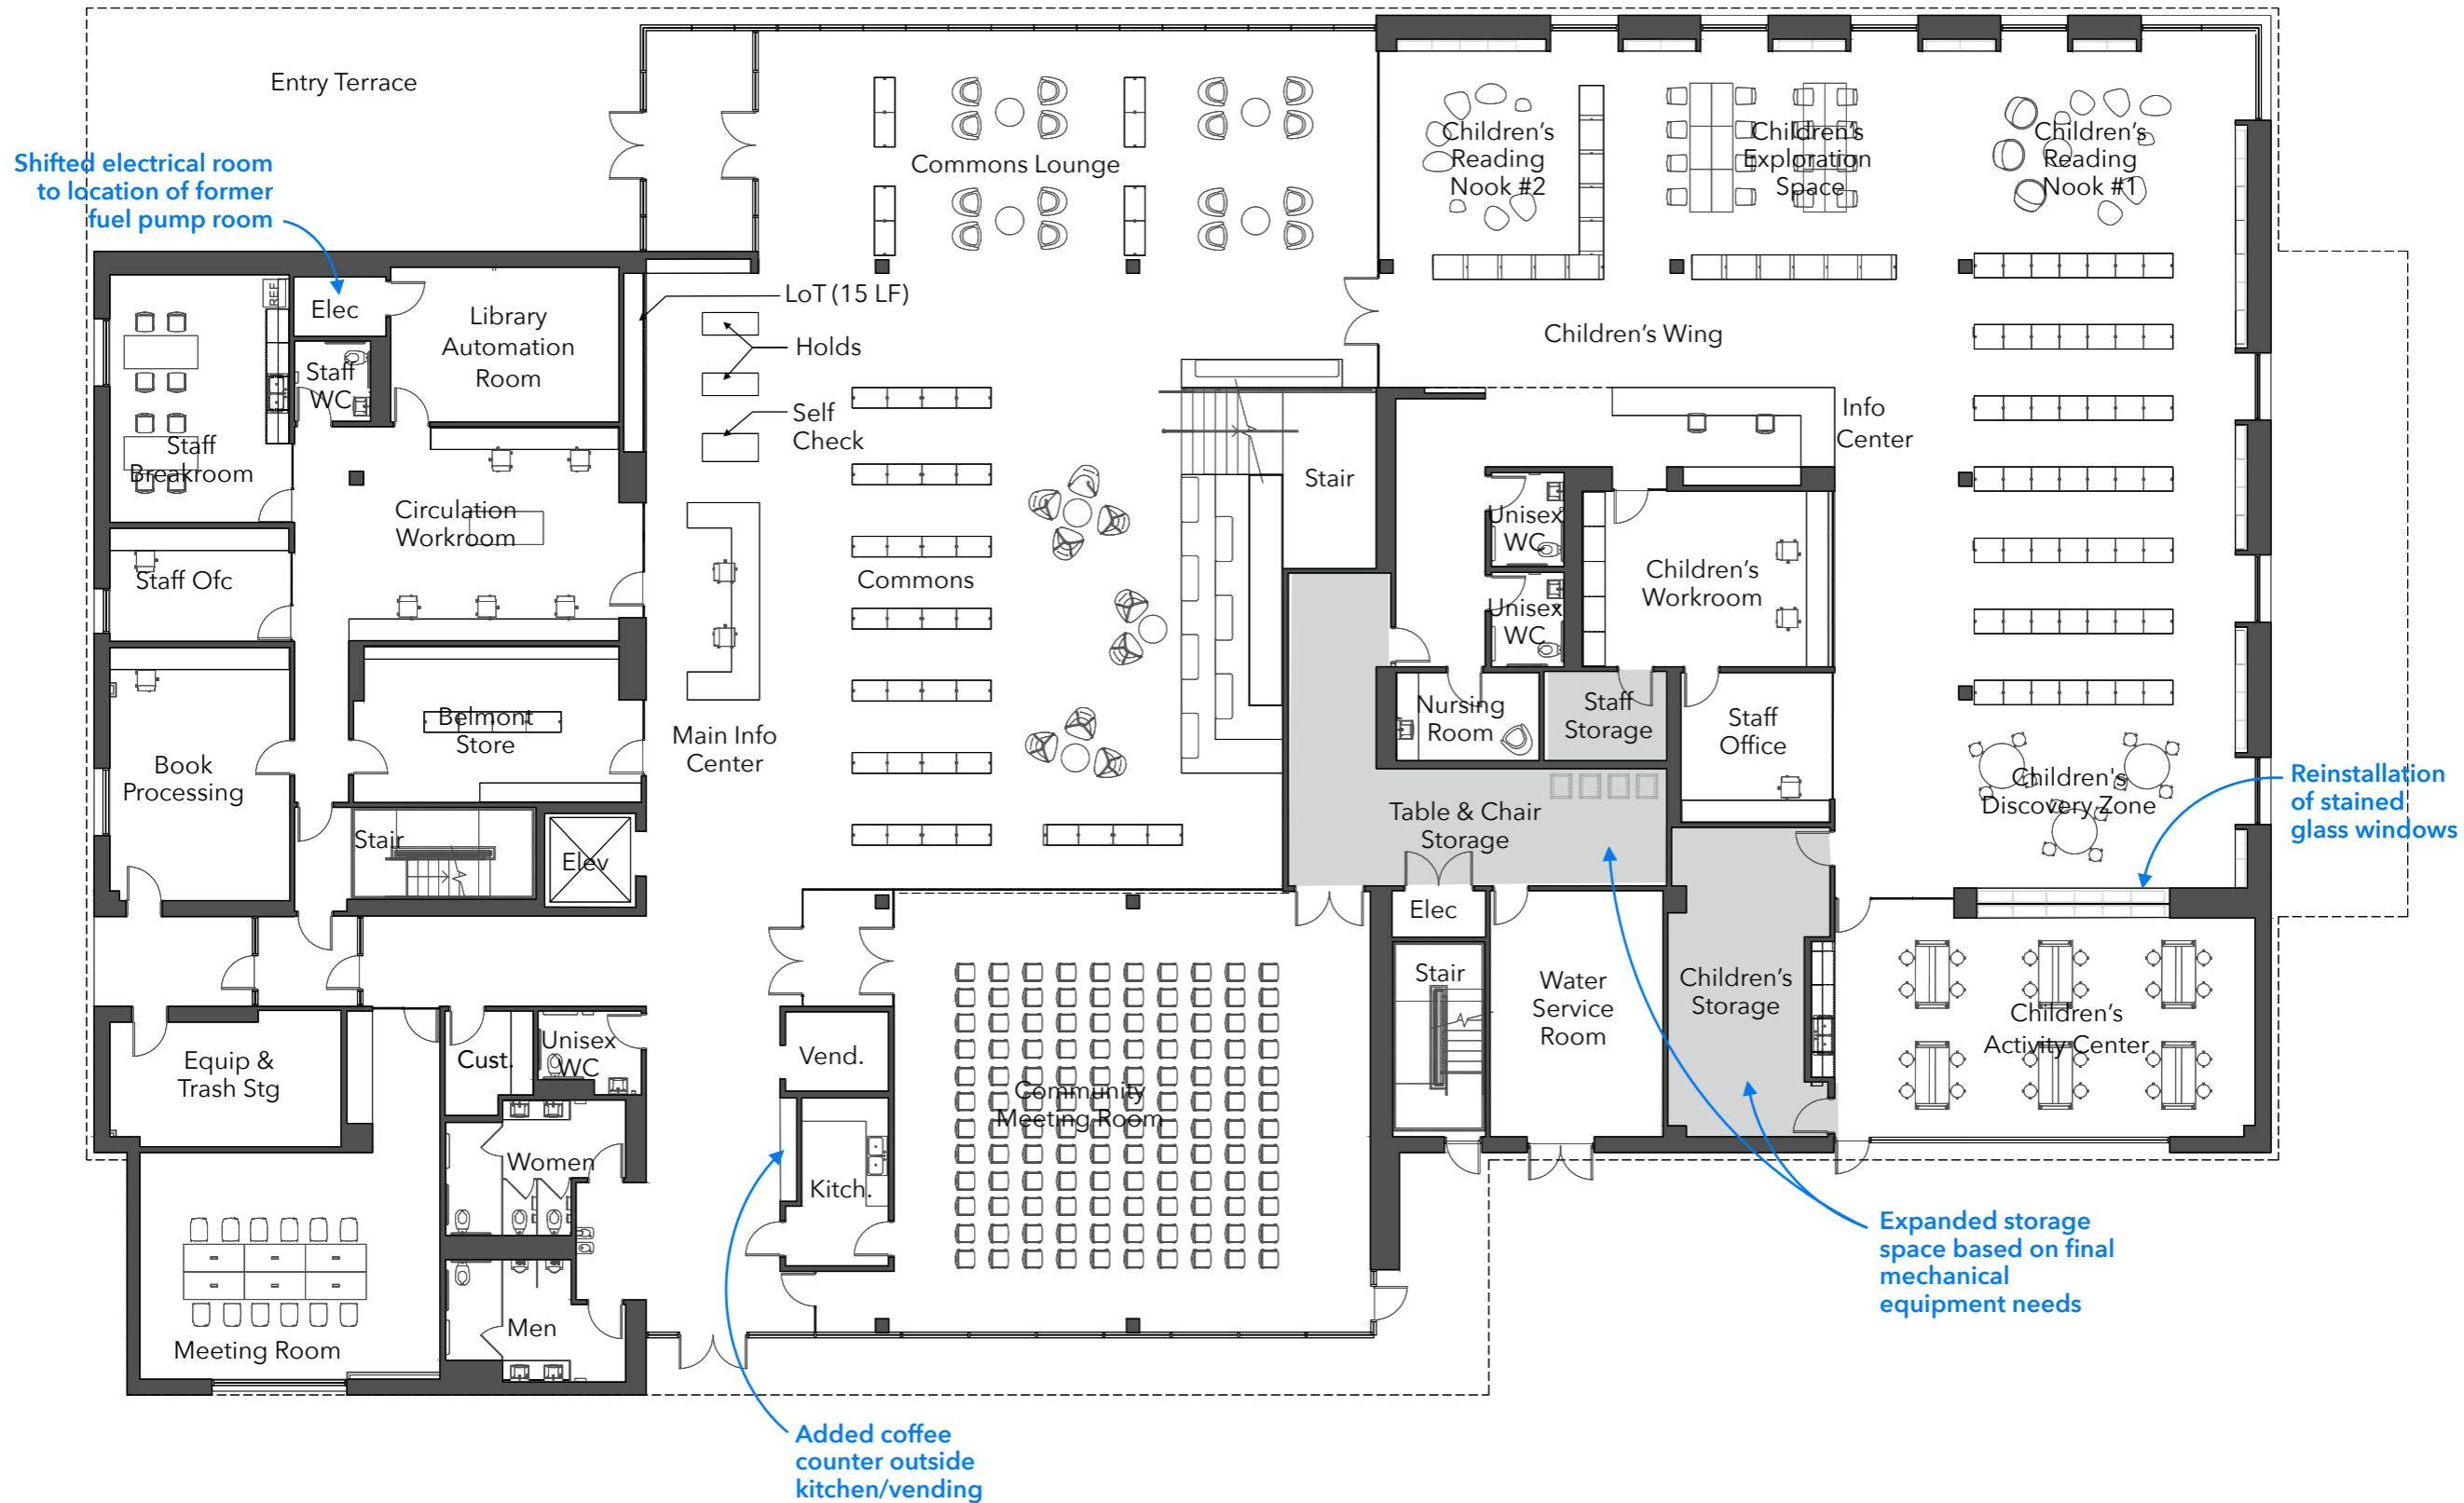 Entry Terrace
Shifted electrical room
to location of former
fuel pump room
Commons Lounge
Children's
Reading
Nook #2
Children's
Exploration
Space
Children's
Reading
Nook #1
REF.
Elec
Library
Automation
Room
LoT (15 LF)
Holds
Self
Check
Staff
WC
Staff
Breakroom
Children's Wing
Info
Center
Stair
Circulation
Workroom
Unisex
WC
Staff Ofc
Commons
Children's
Workroom
Unisex
WC
Belmont
Store
Main Info
Center
Nursing
Room
Staff
Storage
Staff
Office
Book
Processing
Table & Chair
Storage
Children's
Discovery Zone
Reinstallation
of stained
glass windows
Stair
Elev
Elec
Stair
Water
Service
Room
Children's
Storage
Children's
Activity Center
Equip &
Trash Stg
Cust.
Unisex
WC
Vend.
Community
Meeting Room
Women
Kitch.
Men
Meeting Room
Expanded storage
space based on final
mechanical
equipment needs
Added coffee
counter outside
kitchen/vending